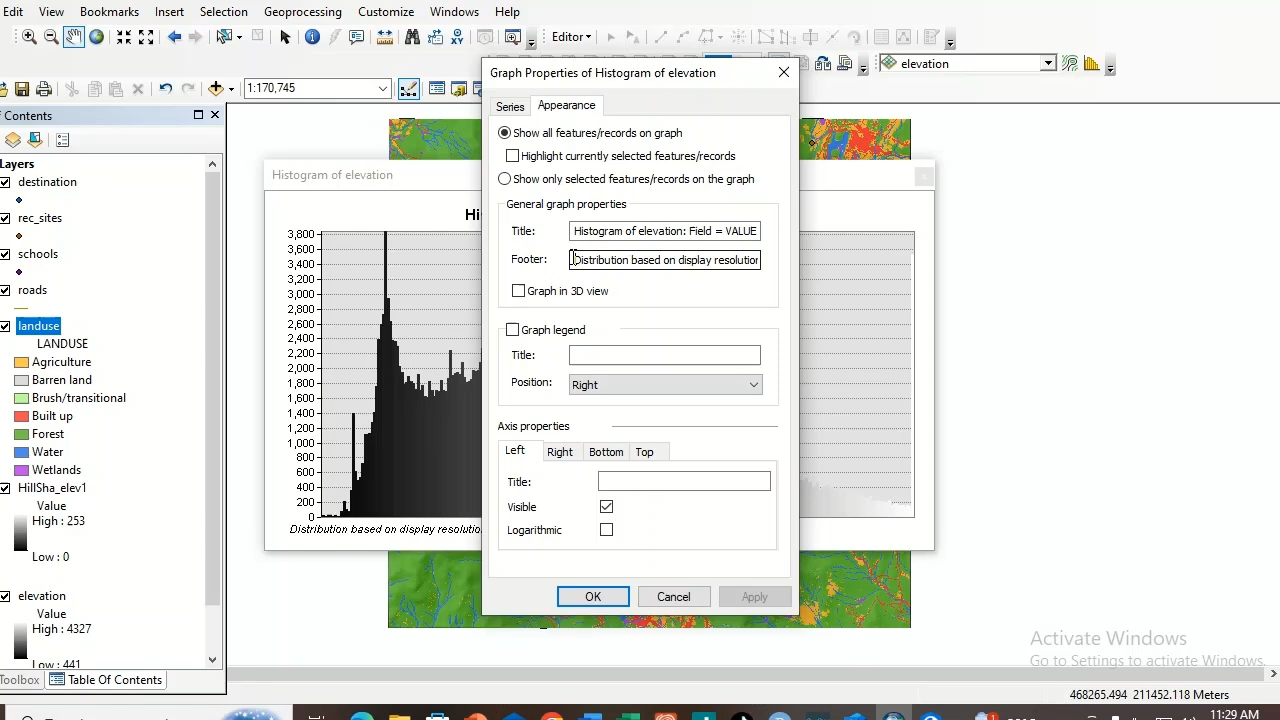 Edit View Bookmarks Insert Selection Geoprocessing Customize Windows Help
Editor
elevation
1:170,745
Contents
Layers
destination
rec_sites
schools
roads
landuse
LANDUSE
Agriculture
Barren land
Brush/transitional
Built up
Forest
Water
Wetlands
HillSha_elev1
Value
High : 253
Low : 0
elevation
Value
High : 4327
Low : 441
Toolbox
Table Of Contents
Histogram of elevation
Hi
3,800
3,600
3,400
3,200
3,000
2,800
2,600
2,400
2,200
2,000
1,800
1,600
1,400
1,200
1,000
800
600
400
200
0
Distribution based on display resolutio
Graph Properties of Histogram of elevation
Series
Appearance
Show all features/records on graph
Highlight currently selected features/records
Show only selected features/records on the graph
General graph properties
Title: Histogram of elevation: Field = VALUE
Footer: Distribution based on display resolution
Graph in 3D view
Graph legend
Title:
Position: Right
Axis properties
Left Right Bottom Top
Title:
Visible
Logarithmic
OK Cancel Apply
Activate Windows
Go to Settings to activate Windows.
468265.494 211452.118 Meters
11:29 AM